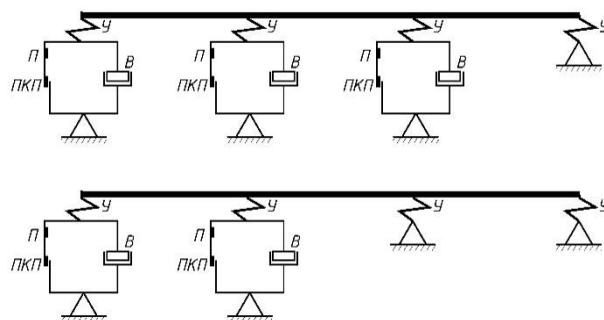 У У У У
П В П В П В
ПКП ПКП ПКП
У У У У
П В П В
ПКП ПКП